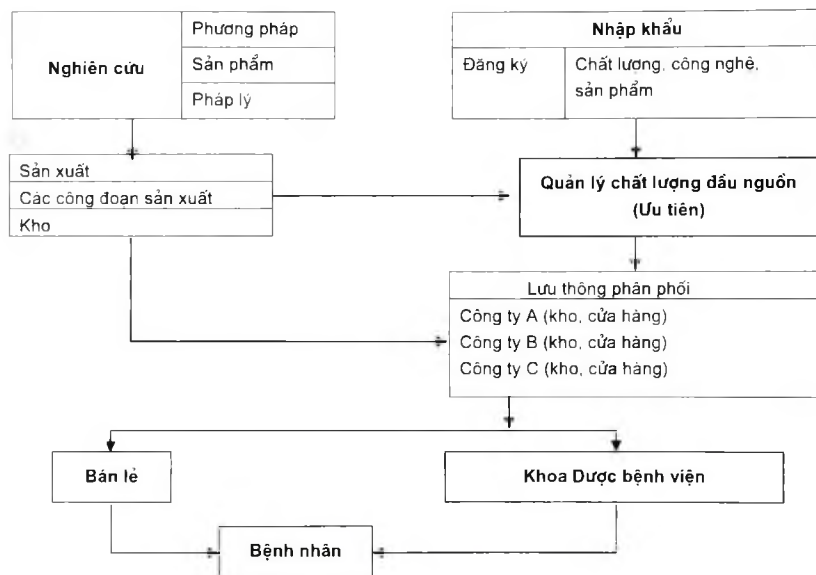 Nghiên cứu
Phương pháp
Sản phẩm
Pháp lý
Nhập khẩu
Đăng ký
Chất lượng, công nghệ,
sản phẩm
Sản xuất
Các công đoạn sản xuất
Kho
Quản lý chất lượng đầu nguồn
(Ưu tiên)
Lưu thông phân phối
Công ty A (kho, cửa hàng)
Công ty B (kho, cửa hàng)
Công ty C (kho, cửa hàng)
Bán lẻ
Khoa Dược bệnh viện
Bệnh nhân